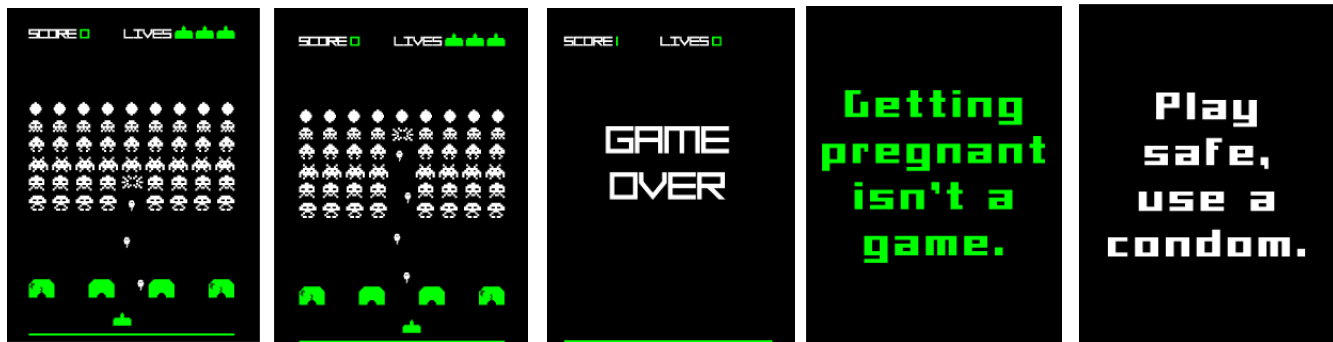 SCORE 0 LIVES
SCORE 0 LIVES
SCORE 1 LIVES 0
GAME
OVER
Getting
pregnant
isn't a
game.
Play
safe,
use a
condom.